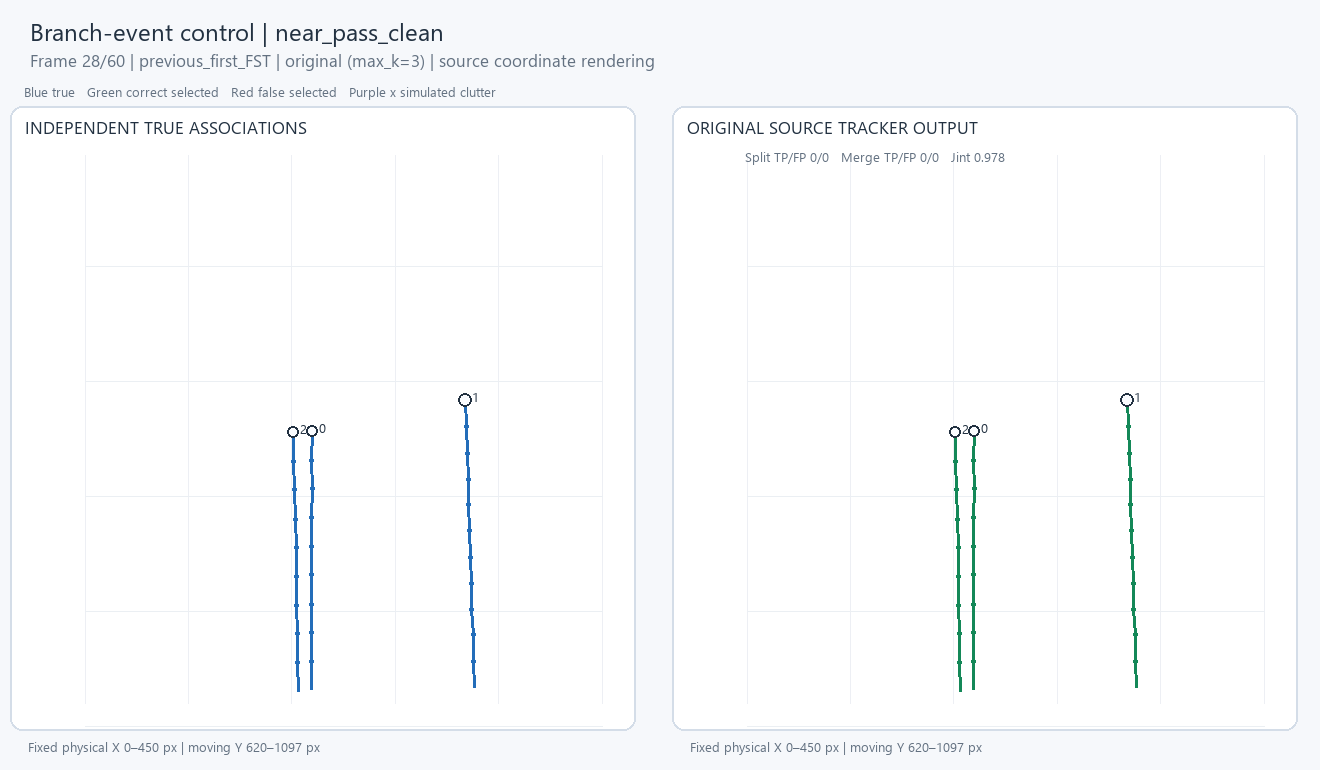 Branch-event control | near_pass_clean
Frame 28/60 | previous_first_FST | original (max_k=3) | source coordinate rendering
Blue true   Green correct selected   Red false selected   Purple x simulated clutter
INDEPENDENT TRUE ASSOCIATIONS
1
2 0
Fixed physical X 0–450 px | moving Y 620–1097 px
ORIGINAL SOURCE TRACKER OUTPUT
Split TP/FP 0/0   Merge TP/FP 0/0   Jint 0.978
1
2 0
Fixed physical X 0–450 px | moving Y 620–1097 px